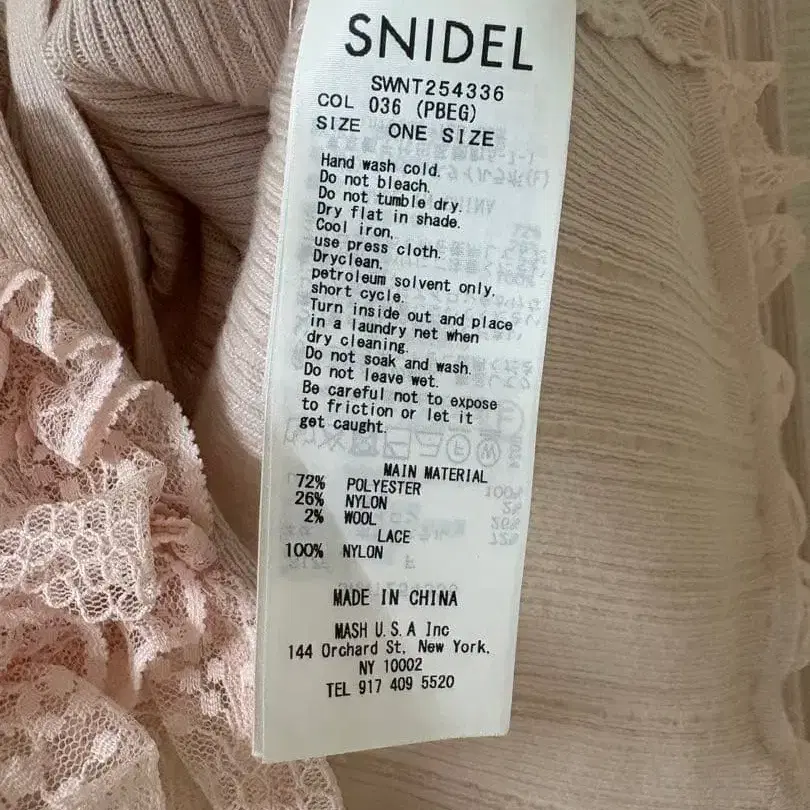 SNIDEL
SWNT254336
COL 036 (PBEG)
SIZE ONE SIZE
Hand wash cold.
Do not bleach.
Do not tumble dry.
Dry flat in shade.
Cool iron,
use press cloth.
Dryclean,
petroleum solvent only,
short cycle.
Turn inside out and place
in a laundry net when
dry cleaning.
Do not soak and wash.
Do not leave wet.
Be careful not to expose
to friction or let it
get caught.
MAIN MATERIAL
72% POLYESTER
26% NYLON
2% WOOL
LACE
100% NYLON
MADE IN CHINA
MASH U.S.A Inc
144 Orchard St, New York.
NY 10002
TEL 917 409 5520